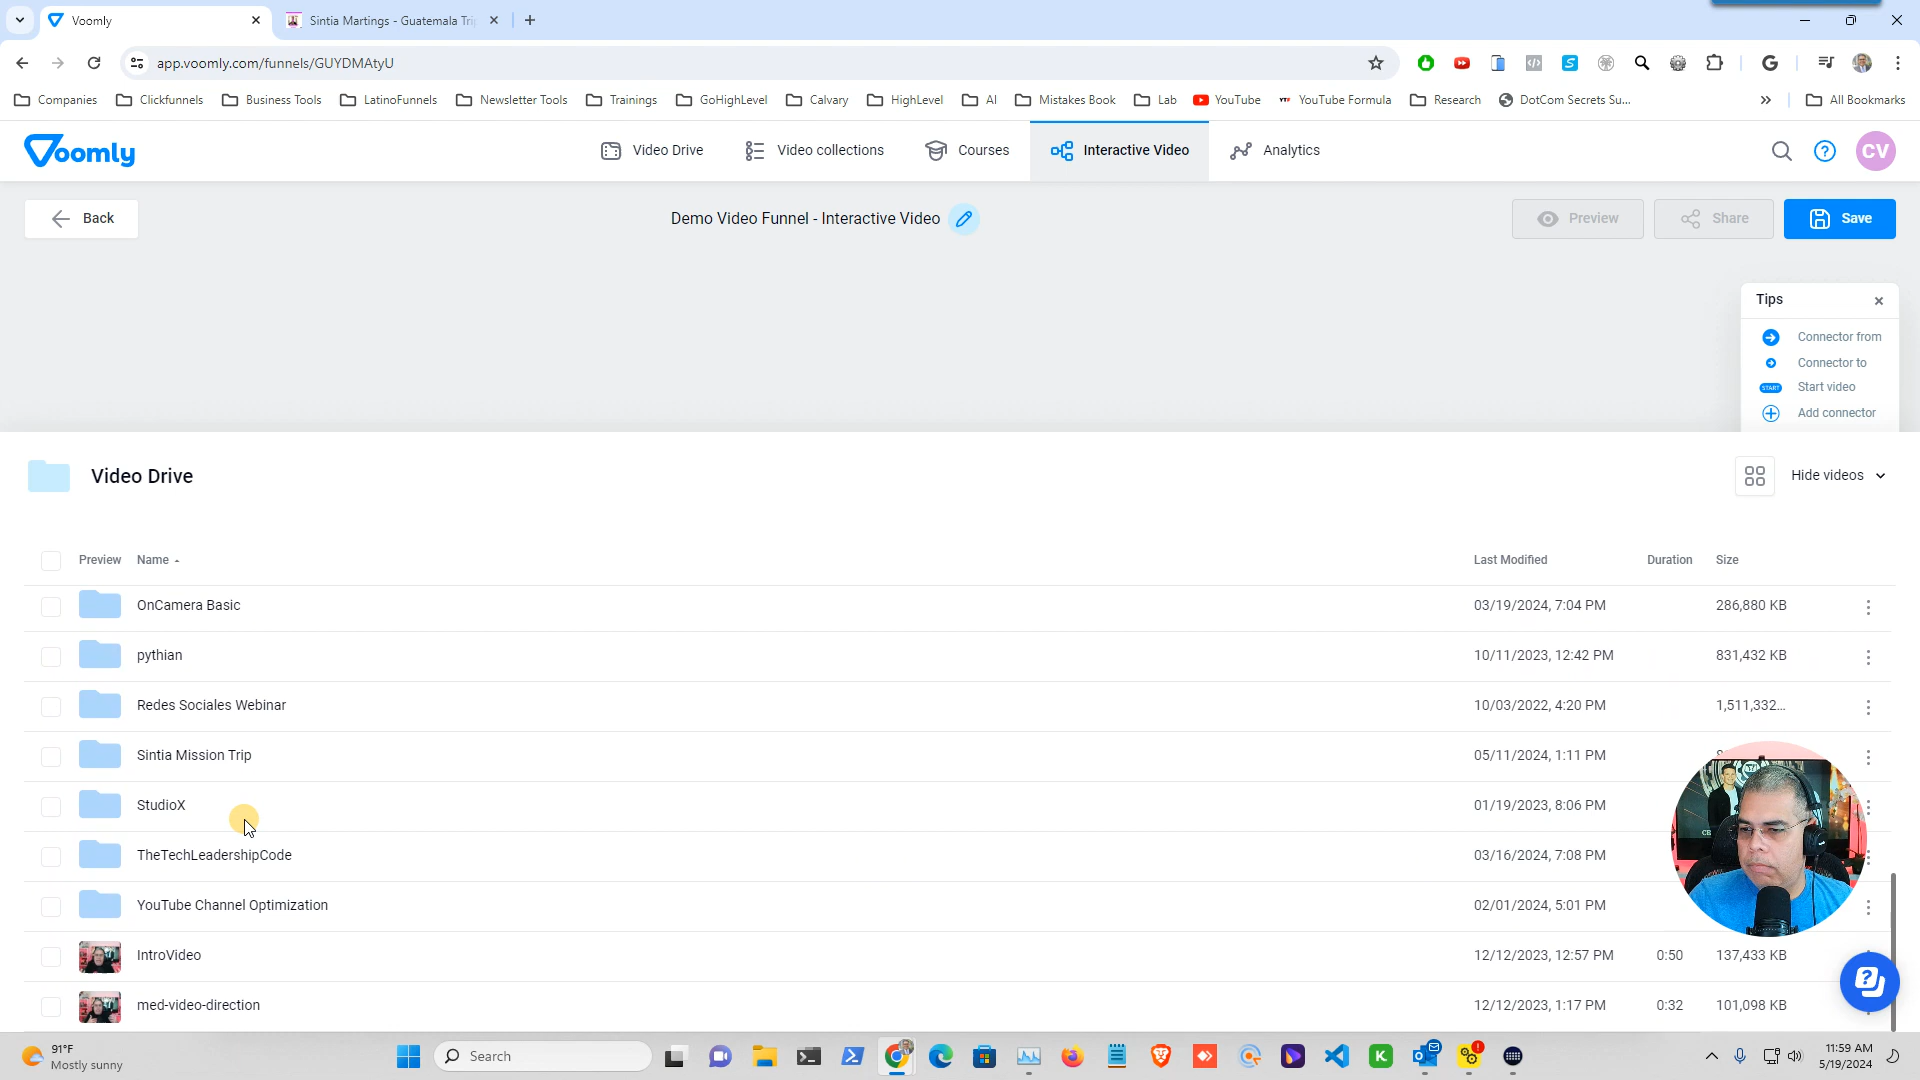 Voomly
Sintia Martings - Guatemala Tri
app.voomly.com/funnels/GUYDMAtyU
Companies
Clickfunnels
Business Tools
LatinoFunnels
Newsletter Tools
Trainings
GoHighLevel
Calvary
HighLevel
AI
Mistakes Book
Lab
YouTube
YouTube Formula
Research
DotCom Secrets Su...
All Bookmarks
Voomly
Video Drive
Video collections
Courses
Interactive Video
Analytics
CV
Back
Demo Video Funnel - Interactive Video
Preview
Share
Save
Tips
Connector from
Connector to
START Start video
Add connector
Video Drive
Hide videos
Preview Name Last Modified Duration Size
OnCamera Basic 03/19/2024, 7:04 PM 286,880 KB
pythian 10/11/2023, 12:42 PM 831,432 KB
Redes Sociales Webinar 10/03/2022, 4:20 PM 1,511,332...
Sintia Mission Trip 05/11/2024, 1:11 PM
StudioX 01/19/2023, 8:06 PM
TheTechLeadershipCode 03/16/2024, 7:08 PM
YouTube Channel Optimization 02/01/2024, 5:01 PM
IntroVideo 12/12/2023, 12:57 PM 0:50 137,433 KB
med-video-direction 12/12/2023, 1:17 PM 0:32 101,098 KB
91°F
Mostly sunny
Search
11:59 AM
5/19/2024